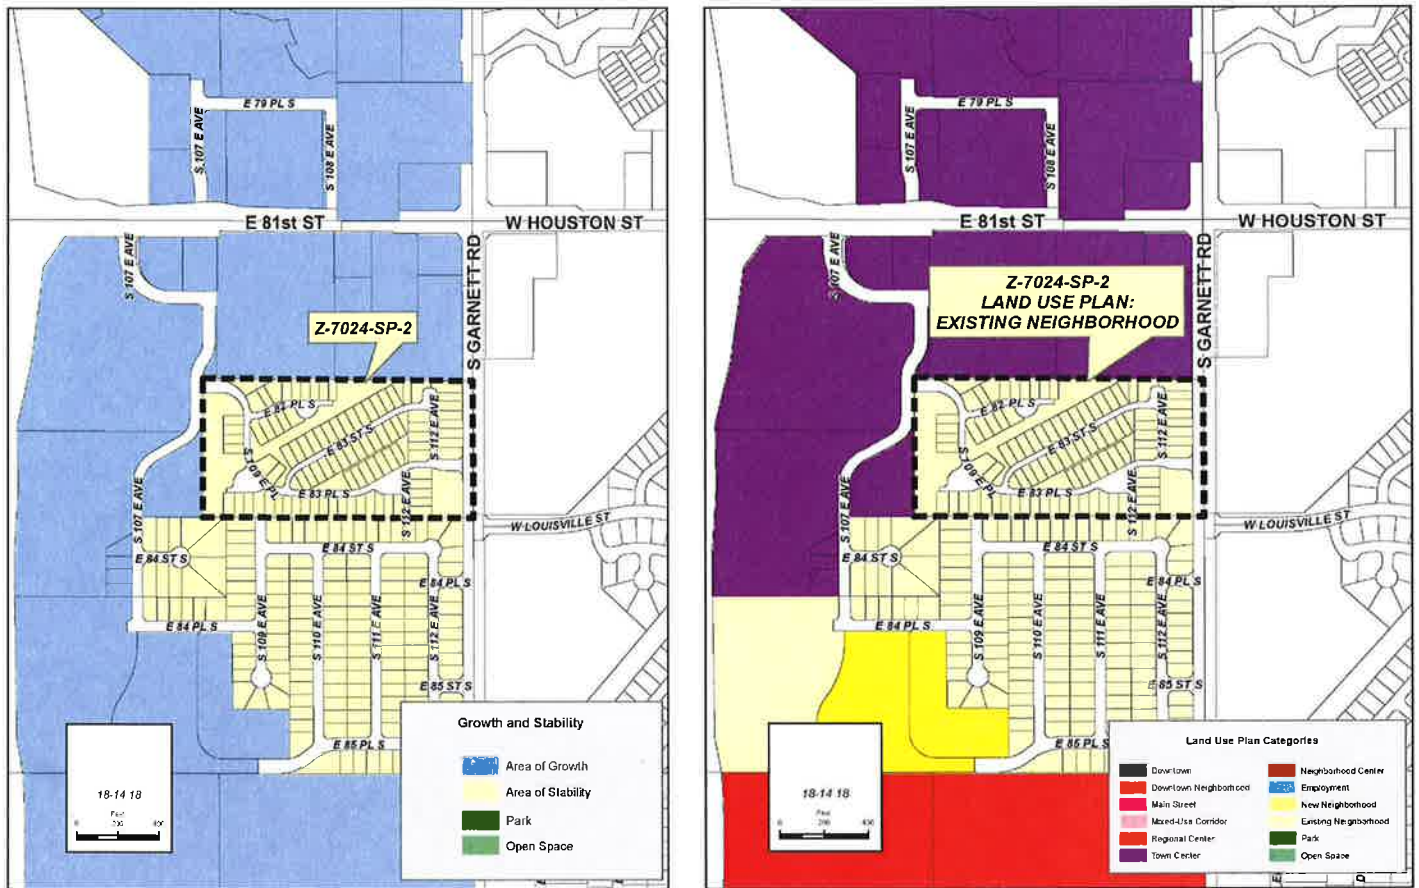 E 79 PL S
S 107 E AVE
S 108 E AVE
E 81st ST
W HOUSTON ST
S 107 E AVE
S GARNETT RD
Z-7024-SP-2
E 82 PL S
E 83 ST S
S 112 E AVE
S 109 E PL
E 83 PL S
S 107 E AVE
S 112 E AVE
W LOUISVILLE ST
E 84 ST S
E 84 ST S
E 84 PL S
E 84 PL S
S 109 E AVE
S 110 E AVE
S 111 E AVE
S 112 E AVE
E 85 ST S
E 85 PL S
18-14 18
Feet
0 200 400
Growth and Stability
Area of Growth
Area of Stability
Park
Open Space
E 79 PL S
S 107 E AVE
S 108 E AVE
E 81st ST
W HOUSTON ST
S 107 E AVE
S GARNETT RD
Z-7024-SP-2
LAND USE PLAN:
EXISTING NEIGHBORHOOD
E 82 PL S
E 83 ST S
S 112 E AVE
S 109 E PL
E 83 PL S
S 107 E AVE
S 112 E AVE
W LOUISVILLE ST
E 84 ST S
E 84 ST S
E 84 PL S
E 84 PL S
S 109 E AVE
S 110 E AVE
S 111 E AVE
S 112 E AVE
E 85 ST S
E 85 PL S
18-14 18
Feet
0 200 400
Land Use Plan Categories
Downtown
Downtown Neighborhood
Main Street
Mixed-Use Corridor
Regional Center
Town Center
Neighborhood Center
Employment
New Neighborhood
Existing Neighborhood
Park
Open Space